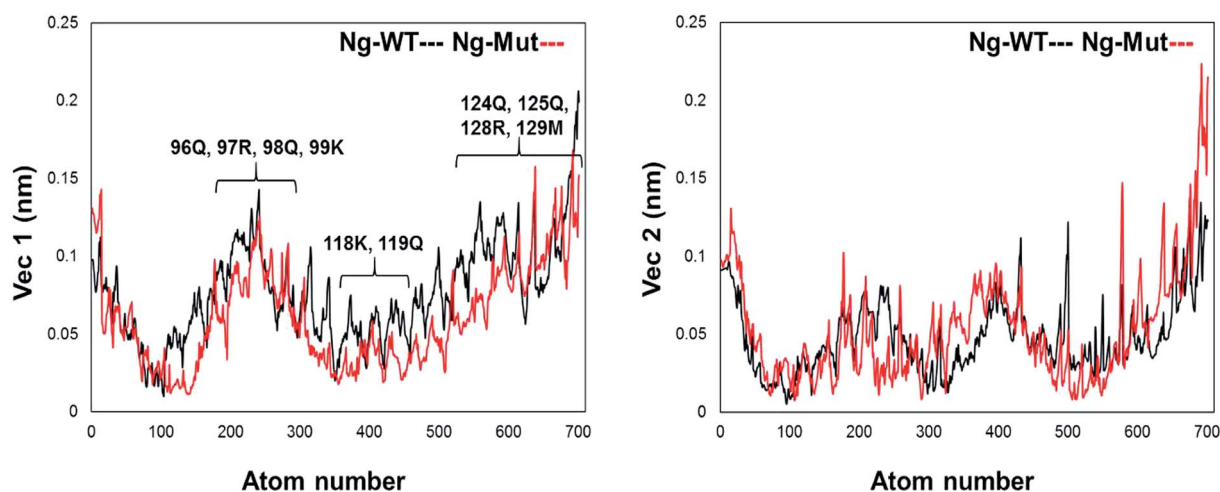 Ng-WT--- Ng-Mut---
124Q, 125Q,
128R, 129M
96Q, 97R, 98Q, 99K
118K, 119Q
Vec 1 (nm)
0.25
0.2
0.15
0.1
0.05
0
0 100 200 300 400 500 600 700
Atom number
Ng-WT--- Ng-Mut---
Vec 2 (nm)
0.25
0.2
0.15
0.1
0.05
0
0 100 200 300 400 500 600 700
Atom number